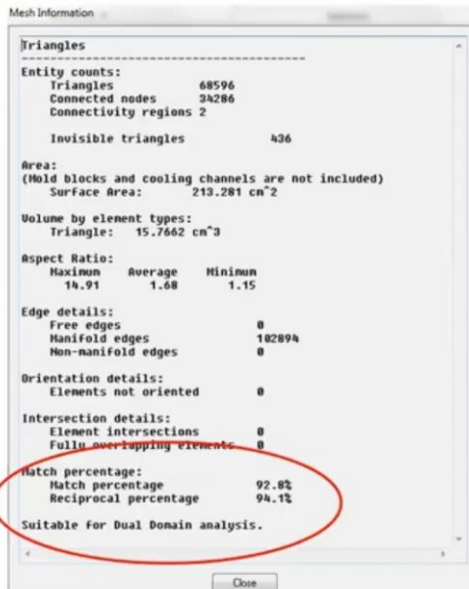 Mesh Information
Triangles
-----------------------------------------
Entity counts:
Triangles 68596
Connected nodes 34286
Connectivity regions 2
Invisible triangles 436
Area:
(Mold blocks and cooling channels are not included)
Surface Area: 213.281 cm^2
Volume by element types:
Triangle: 15.7662 cm^3
Aspect Ratio:
Maximum Average Minimum
14.91 1.68 1.15
Edge details:
Free edges 0
Manifold edges 102894
Non-manifold edges 0
Orientation details:
Elements not oriented 0
Intersection details:
Element intersections 0
Fully overlapping elements 0
Match percentage:
Match percentage 92.8%
Reciprocal percentage 94.1%
Suitable for Dual Domain analysis.
Close